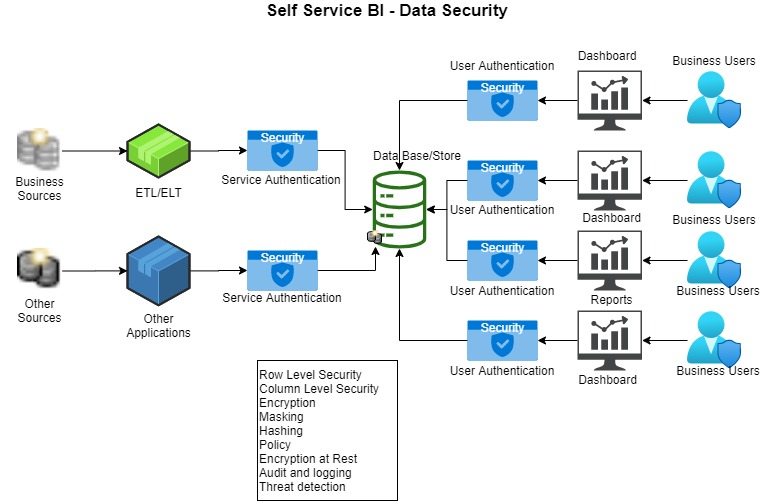 Self Service BI - Data Security
User Authentication
Dashboard
Business Users
Security
Security
Service Authentication
Data Base/Store
Business
Sources
ETL/ELT
Security
User Authentication
Dashboard
Business Users
Security
Service Authentication
Other
Sources
Other
Applications
Security
User Authentication
Reports
Business Users
Security
User Authentication
Dashboard
Business Users
Row Level Security
Column Level Security
Encryption
Masking
Hashing
Policy
Encryption at Rest
Audit and logging
Threat detection